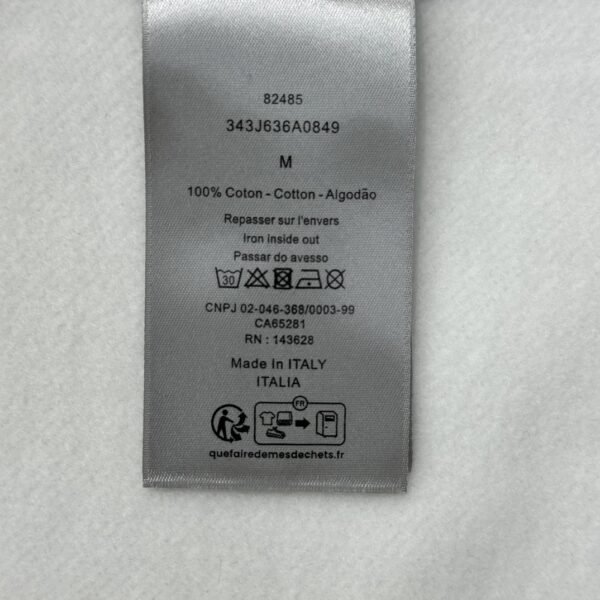 82485
343J636A0849
M
100% Coton - Cotton - Algodão
Repasser sur l'envers
Iron inside out
Passar do avesso
30
CNPJ 02-046-368/0003-99
CA65281
RN : 143628
Made in ITALY
ITALIA
FR
quefairedemesdechets.fr